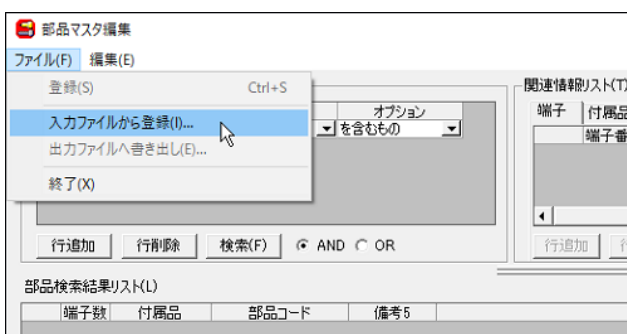 部品マスタ編集
ファイル(F) 編集(E)
登録(S) Ctrl+S
入力ファイルから登録(I)...
出力ファイルへ書き出し(E)...
終了(X)
オプション
を含むもの
行追加 行削除 検索(F) AND OR
関連情報リスト(T)
端子 付属品
端子番
行追加
部品検索結果リスト(L)
端子数 付属品 部品コード 備考5